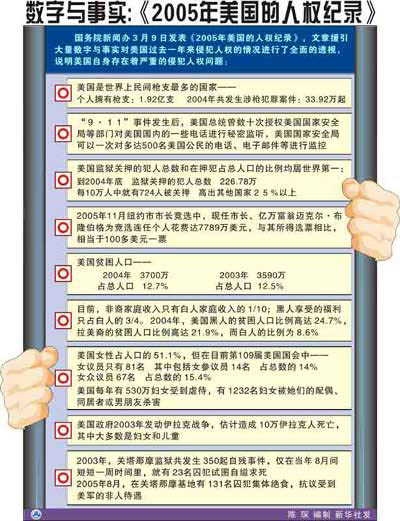 数字与事实:《2005年美国的人权纪录》
国务院新闻办3月9日发表《2005年美国的人权纪录》，文章援引
大量数字与事实对美国过去一年来侵犯人权的情况进行了全面的透视，
说明美国自身存在着严重的侵犯人权问题：
美国是世界上民间枪支最多的国家——
个人拥有枪支：1.92亿支 2004年共发生涉枪犯罪案件：33.92万起
“9·11”事件发生后，美国总统曾数十次授权美国国家安全
局等部门对美国国内的一些电话进行秘密监听，美国国家安全局
可以一次对多达500名美国公民的电话、电子邮件等进行监控
美国监狱关押的犯人总数和在押犯占总人口的比例均居世界第一：
到2004年底 监狱关押的犯人总数 226.78万
每10万人中就有724人被关押 高出其他国家25%以上
2005年11月纽约市市长竞选中，现任市长、亿万富翁迈克尔·布
隆伯格为竞选连任个人花费达7789万美元，与其所得选票相比，
相当于100多美元一票
美国贫困人口——
2004年 3700万 2003年 3590万
占总人口 12.7% 占总人口 12.5%
目前，非裔家庭收入只有白人家庭收入的1/10；黑人享受的福利
只占白人的3/4。2004年，美国黑人的贫困人口比例高达24.7%，
拉美裔的贫困人口比例高达21.9%，而白人的比例为8.6%
美国女性占人口的51.1%，但在目前第109届美国国会中——
女议员只有81名 其中包括女参议员14名 占总数的14%
女众议员67名 占总数的15.4%
美国每年有530万妇女受到虐待，有1232名妇女被她们的配偶、
同居者或男朋友杀害
美国政府2003年发动伊拉克战争，估计造成10万伊拉克人死亡，
其中大多数是妇女和儿童
2003年，关塔那摩监狱共发生350起自残事件，仅在当年8月间
短短一周时间里，就有23名囚犯试图自缢求死
2005年8月，在关塔那摩基地有131名囚犯集体绝食，抗议受到
美军的非人待遇
陈琛 编制 新华社发